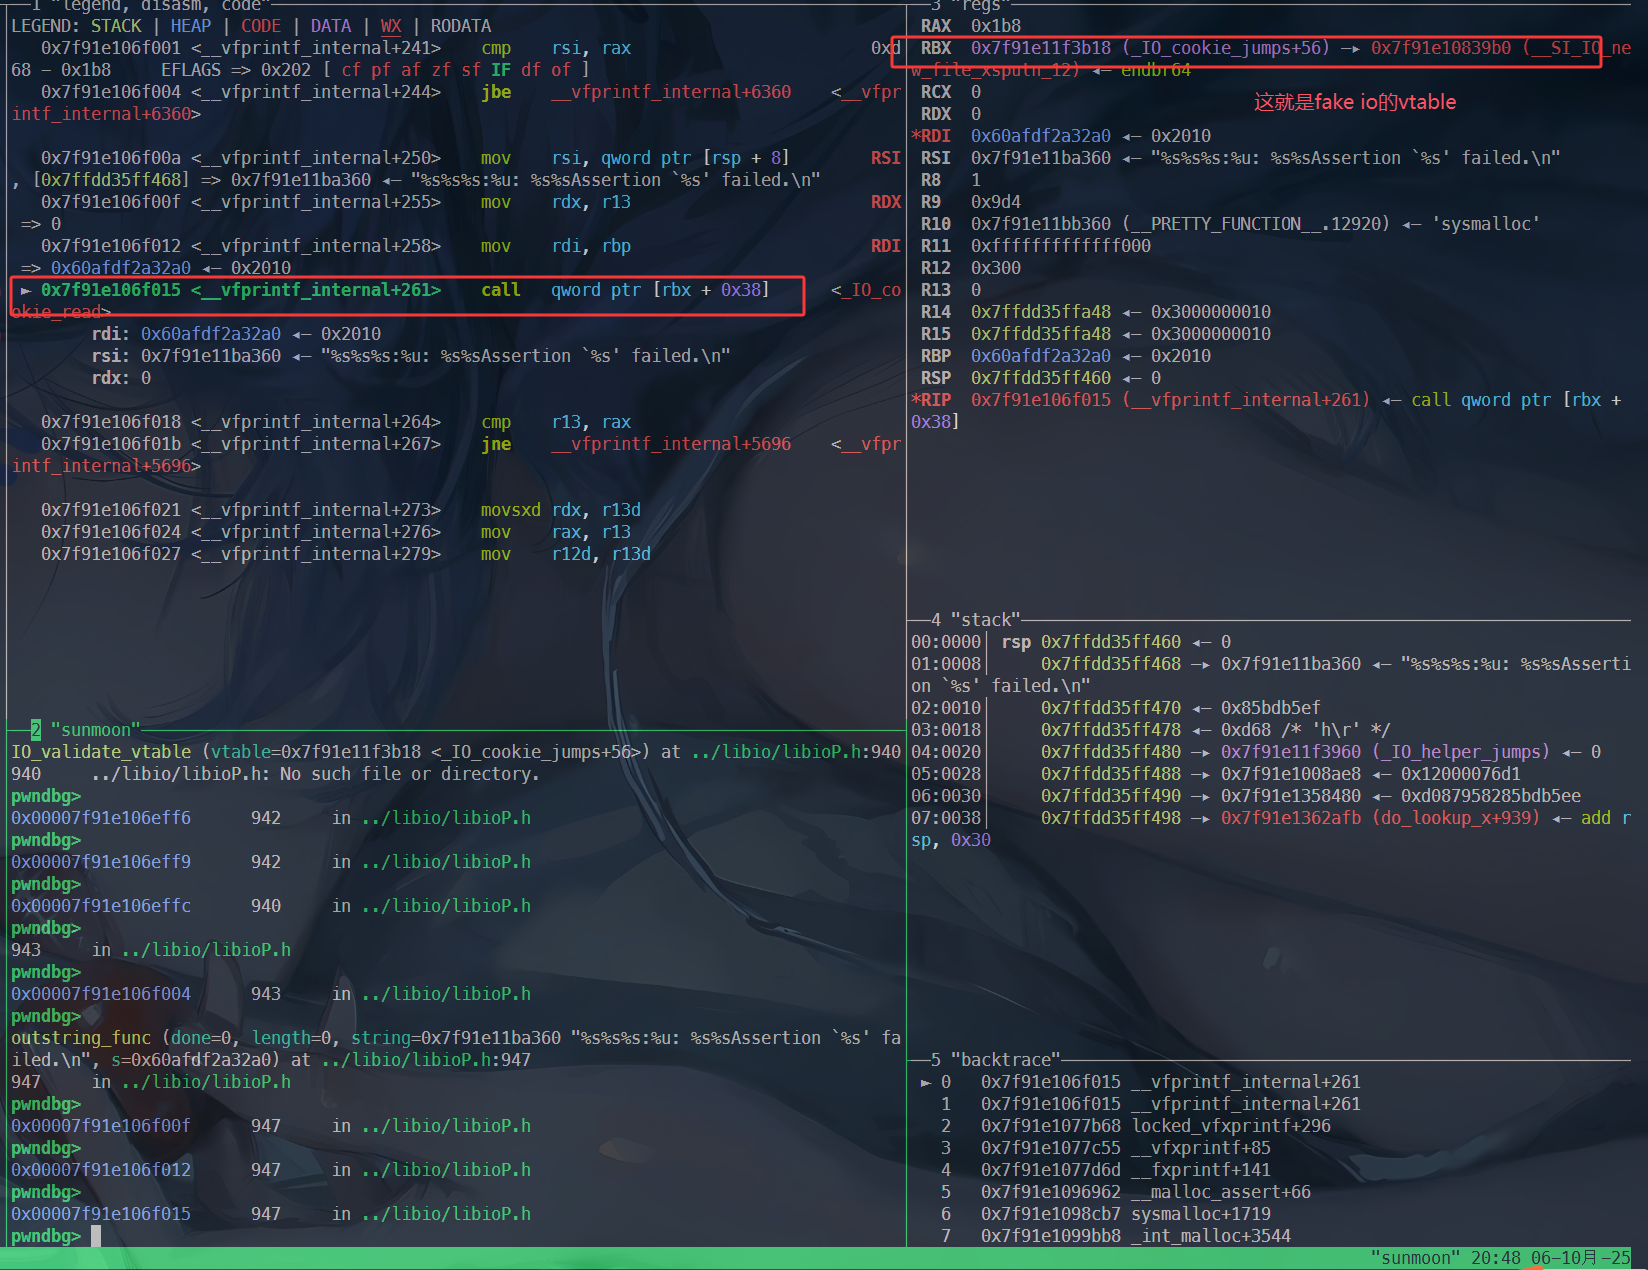 1 "legend, disasm, code"
LEGEND: STACK | HEAP | CODE | DATA | WX | RODATA
0x7f91e106f001 <__vfprintf_internal+241>    cmp    rsi, rax    0xd
68 - 0x1b8     EFLAGS => 0x202 [ cf pf af zf sf IF df of ]
0x7f91e106f004 <__vfprintf_internal+244>    jbe    __vfprintf_internal+6360    <__vfpr
intf_internal+6360>
0x7f91e106f00a <__vfprintf_internal+250>    mov    rsi, qword ptr [rsp + 8]    RSI
, [0x7ffdd35ff468] => 0x7f91e11ba360 ◂— "%s%s%s:%u: %s%sAssertion `%s' failed.\n"
0x7f91e106f00f <__vfprintf_internal+255>    mov    rdx, r13    RDX
=> 0
0x7f91e106f012 <__vfprintf_internal+258>    mov    rdi, rbp    RDI
=> 0x60afdf2a32a0 ◂— 0x2010
► 0x7f91e106f015 <__vfprintf_internal+261>    call   qword ptr [rbx + 0x38]    <_IO_co
okie_read>
rdi: 0x60afdf2a32a0 ◂— 0x2010
rsi: 0x7f91e11ba360 ◂— "%s%s%s:%u: %s%sAssertion `%s' failed.\n"
rdx: 0
0x7f91e106f018 <__vfprintf_internal+264>    cmp    r13, rax
0x7f91e106f01b <__vfprintf_internal+267>    jne    __vfprintf_internal+5696    <__vfpr
intf_internal+5696>
0x7f91e106f021 <__vfprintf_internal+273>    movsxd rdx, r13d
0x7f91e106f024 <__vfprintf_internal+276>    mov    rax, r13
0x7f91e106f027 <__vfprintf_internal+279>    mov    r12d, r13d
2 "sunmoon"
IO_validate_vtable (vtable=0x7f91e11f3b18 <_IO_cookie_jumps+56>) at ../libio/libioP.h:940
940     ../libio/libioP.h: No such file or directory.
pwndbg>
0x00007f91e106eff6      942     in ../libio/libioP.h
pwndbg>
0x00007f91e106eff9      942     in ../libio/libioP.h
pwndbg>
0x00007f91e106effc      940     in ../libio/libioP.h
pwndbg>
943     in ../libio/libioP.h
pwndbg>
0x00007f91e106f004      943     in ../libio/libioP.h
pwndbg>
outstring_func (done=0, length=0, string=0x7f91e11ba360 "%s%s%s:%u: %s%sAssertion `%s' fa
iled.\n", s=0x60afdf2a32a0) at ../libio/libioP.h:947
947     in ../libio/libioP.h
pwndbg>
0x00007f91e106f00f      947     in ../libio/libioP.h
pwndbg>
0x00007f91e106f012      947     in ../libio/libioP.h
pwndbg>
0x00007f91e106f015      947     in ../libio/libioP.h
pwndbg>
3 "regs"
RAX  0x1b8
RBX  0x7f91e11f3b18 (_IO_cookie_jumps+56) —▸ 0x7f91e10839b0 (__SI_IO_ne
w_file_xsputn_12) ◂— endbr64
RCX  0
这就是fake io的vtable
RDX  0
*RDI  0x60afdf2a32a0 ◂— 0x2010
RSI  0x7f91e11ba360 ◂— "%s%s%s:%u: %s%sAssertion `%s' failed.\n"
R8   1
R9   0x9d4
R10  0x7f91e11bb360 (__PRETTY_FUNCTION__.12920) ◂— 'sysmalloc'
R11  0xfffffffffffff000
R12  0x300
R13  0
R14  0x7ffdd35ffa48 ◂— 0x3000000010
R15  0x7ffdd35ffa48 ◂— 0x3000000010
RBP  0x60afdf2a32a0 ◂— 0x2010
RSP  0x7ffdd35ff460 ◂— 0
*RIP  0x7f91e106f015 (__vfprintf_internal+261) ◂— call qword ptr [rbx +
0x38]
4 "stack"
00:0000│ rsp 0x7ffdd35ff460 ◂— 0
01:0008│     0x7ffdd35ff468 —▸ 0x7f91e11ba360 ◂— "%s%s%s:%u: %s%sAsserti
on `%s' failed.\n"
02:0010│     0x7ffdd35ff470 ◂— 0x85bdb5ef
03:0018│     0x7ffdd35ff478 ◂— 0xd68 /* 'h\r' */
04:0020│     0x7ffdd35ff480 —▸ 0x7f91e11f3960 (_IO_helper_jumps) ◂— 0
05:0028│     0x7ffdd35ff488 —▸ 0x7f91e1008ae8 ◂— 0x12000076d1
06:0030│     0x7ffdd35ff490 —▸ 0x7f91e1358480 ◂— 0xd087958285bdb5ee
07:0038│     0x7ffdd35ff498 —▸ 0x7f91e1362afb (do_lookup_x+939) ◂— add r
sp, 0x30
5 "backtrace"
► 0   0x7f91e106f015 __vfprintf_internal+261
1   0x7f91e106f015 __vfprintf_internal+261
2   0x7f91e1077b68 locked_vfxprintf+296
3   0x7f91e1077c55 __vfxprintf+85
4   0x7f91e1077d6d __fxprintf+141
5   0x7f91e1096962 __malloc_assert+66
6   0x7f91e1098cb7 sysmalloc+1719
7   0x7f91e1099bb8 _int_malloc+3544
"sunmoon" 20:48 06-10月-25